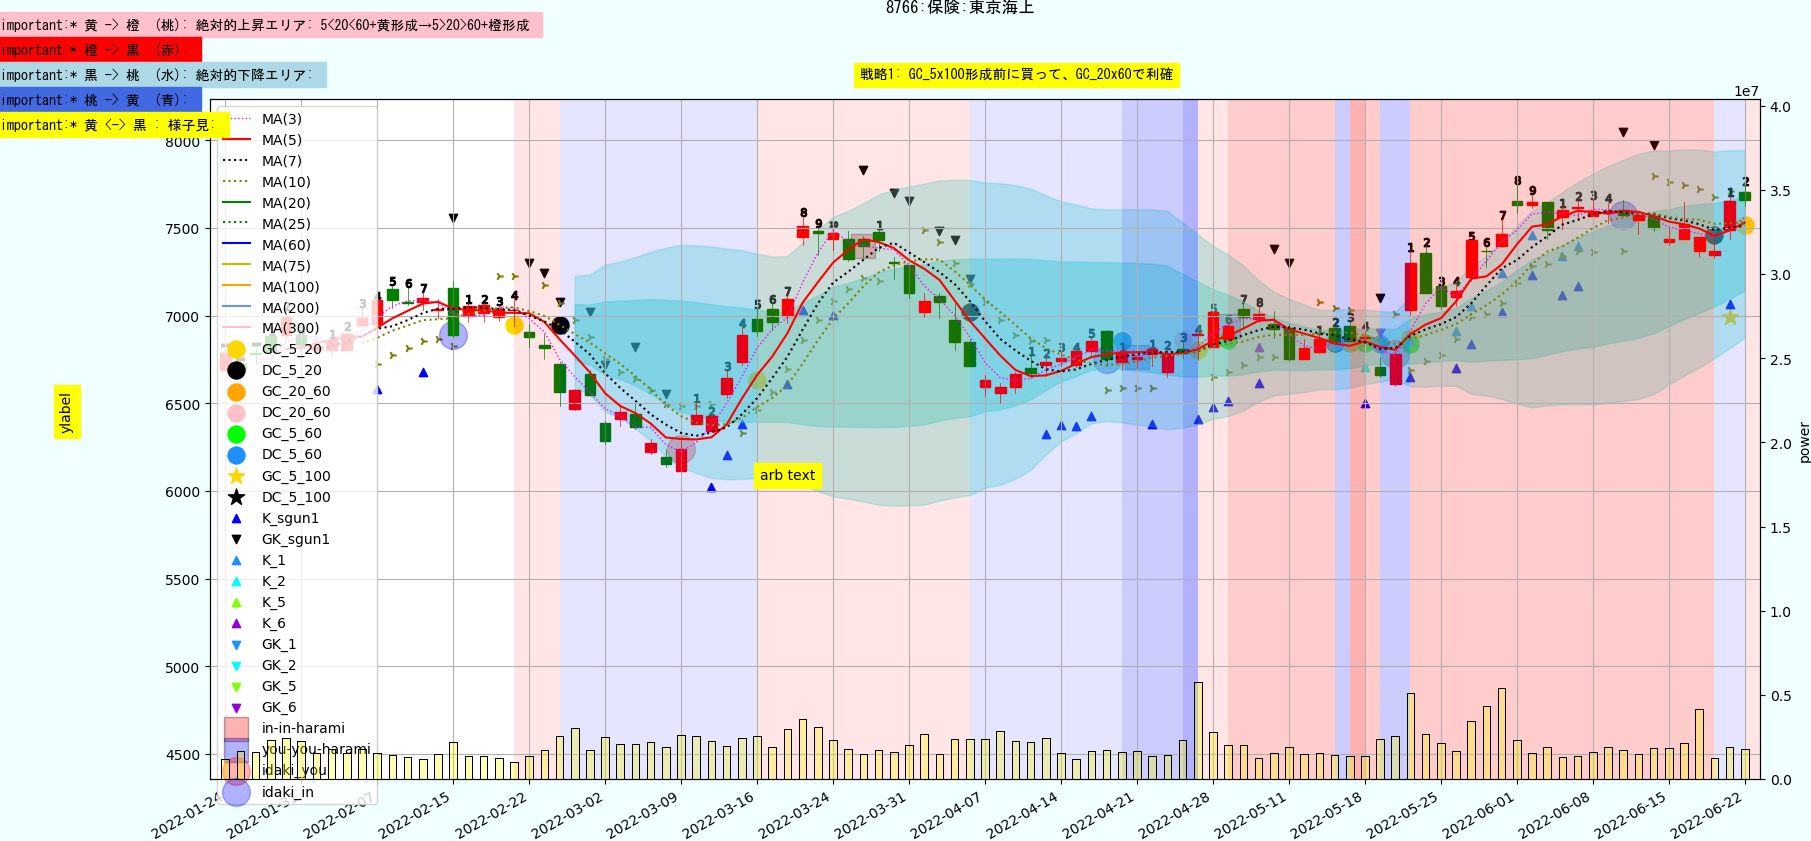 8766:保険:東京海上
important:* 黄 -> 橙 (桃): 絶対的上昇エリア: 5<20<60+黄形成→5>20>60+橙形成
important:* 橙 -> 黒 (赤):
important:* 黒 -> 桃 (水): 絶対的下降エリア:
戦略1: GC_5x100形成前に買って、GC_20x60で利確
important:* 桃 -> 黄 (青):
important:* 黄 <-> 黒 : 様子見:
1e7
MA(3)
MA(5)
MA(7)
MA(10)
MA(20)
MA(25)
MA(60)
MA(75)
MA(100)
MA(200)
MA(300)
GC_5_20
DC_5_20
GC_20_60
DC_20_60
GC_5_60
DC_5_60
GC_5_100
DC_5_100
K_sgun1
GK_sgun1
K_1
K_2
K_5
K_6
GK_1
GK_2
GK_5
GK_6
in-in-harami
you-you-harami
idaki_you
idaki_in
8000
7500
7000
6500
6000
5500
5000
4500
ylabel
arb text
4.0
3.5
3.0
2.5
2.0
1.5
1.0
0.5
0.0
power
2022-01-24
2022-01-31
2022-02-07
2022-02-15
2022-02-22
2022-03-02
2022-03-09
2022-03-16
2022-03-24
2022-03-31
2022-04-07
2022-04-14
2022-04-21
2022-04-28
2022-05-11
2022-05-18
2022-05-25
2022-06-01
2022-06-08
2022-06-15
2022-06-22